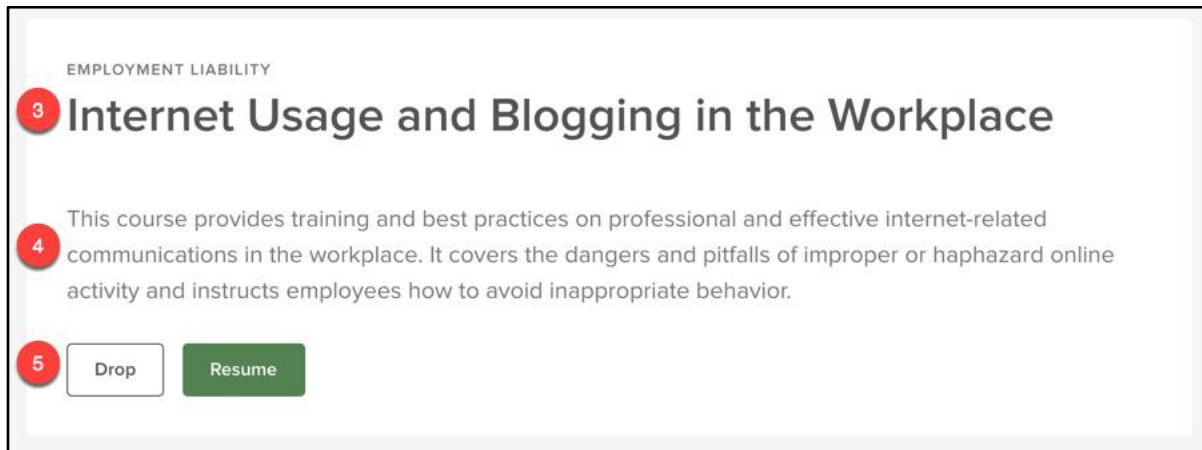 EMPLOYMENT LIABILITY
3 Internet Usage and Blogging in the Workplace
This course provides training and best practices on professional and effective internet-related
4 communications in the workplace. It covers the dangers and pitfalls of improper or haphazard online
activity and instructs employees how to avoid inappropriate behavior.
5 Drop Resume